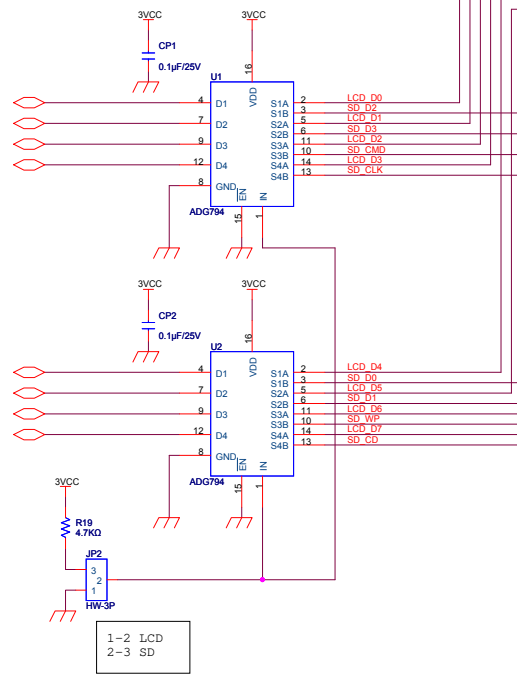 3VCC 3VCC
CP1
0.1µF/25V
16
U1
VDD
4 D1 S1A 2 LCD_D0
S1B 3 SD_D2
7 D2 S2A 5 LCD_D1
S2B 6 SD_D3
9 D3 S3A 11 LCD_D2
S3B 10 SD_CMD
12 D4 S4A 14 LCD_D3
S4B 13 SD_CLK
8 GND
EN IN
ADG794
15 1
3VCC 3VCC
CP2
0.1µF/25V
16
U2
VDD
4 D1 S1A 2 LCD_D4
S1B 3 SD_D0
7 D2 S2A 5 LCD_D5
S2B 6 SD_D1
9 D3 S3A 11 LCD_D6
S3B 10 SD_WP
12 D4 S4A 14 LCD_D7
S4B 13 SD_CD
8 GND
EN IN
ADG794
15 1
3VCC
R19
4.7KΩ
JP2
3
2
1
HW-3P
1-2 LCD
2-3 SD